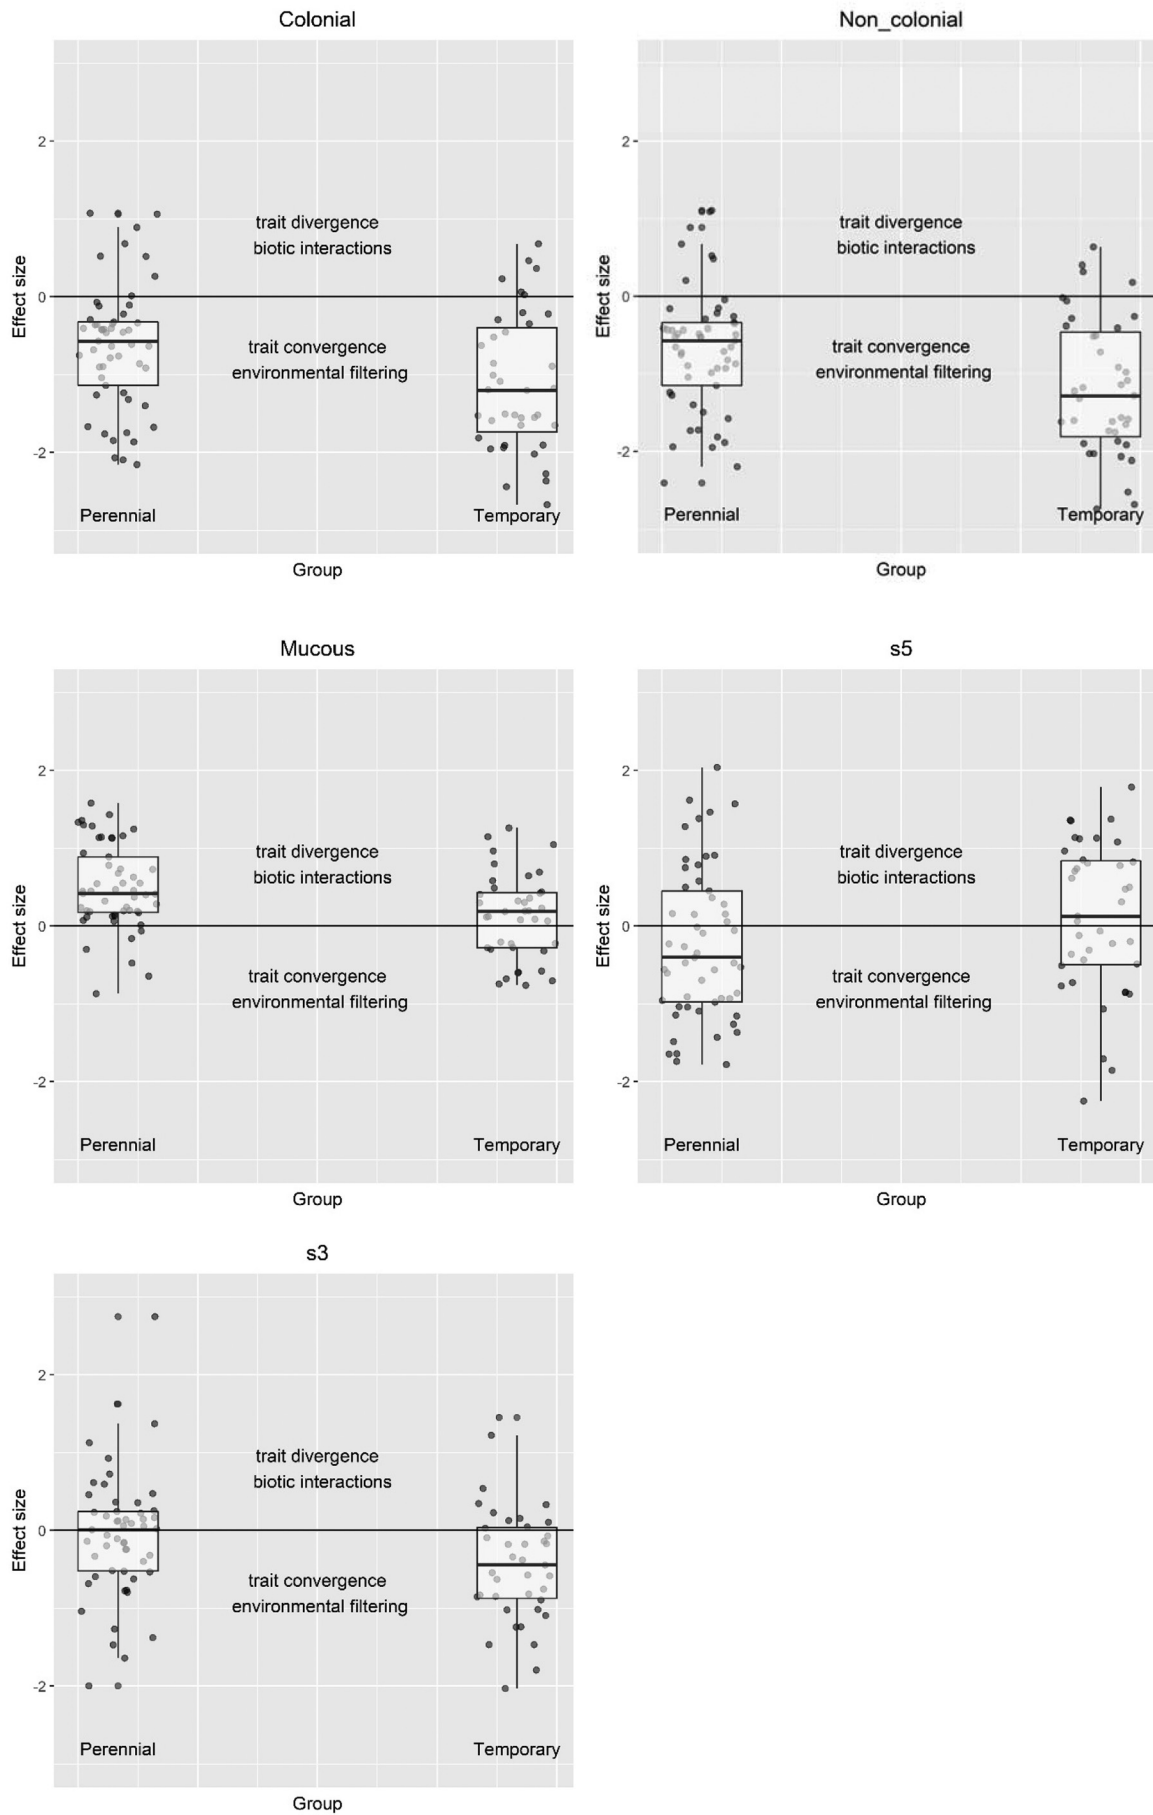 Colonial
Effect size
2
0
-2
trait divergence
biotic interactions
trait convergence
environmental filtering
Perennial
Temporary
Group
Non_colonial
Effect size
2
0
-2
trait divergence
biotic interactions
trait convergence
environmental filtering
Perennial
Temporary
Group
Mucous
Effect size
2
0
-2
trait divergence
biotic interactions
trait convergence
environmental filtering
Perennial
Temporary
Group
s5
Effect size
2
0
-2
trait divergence
biotic interactions
trait convergence
environmental filtering
Perennial
Temporary
Group
s3
Effect size
2
0
-2
trait divergence
biotic interactions
trait convergence
environmental filtering
Perennial
Temporary
Group